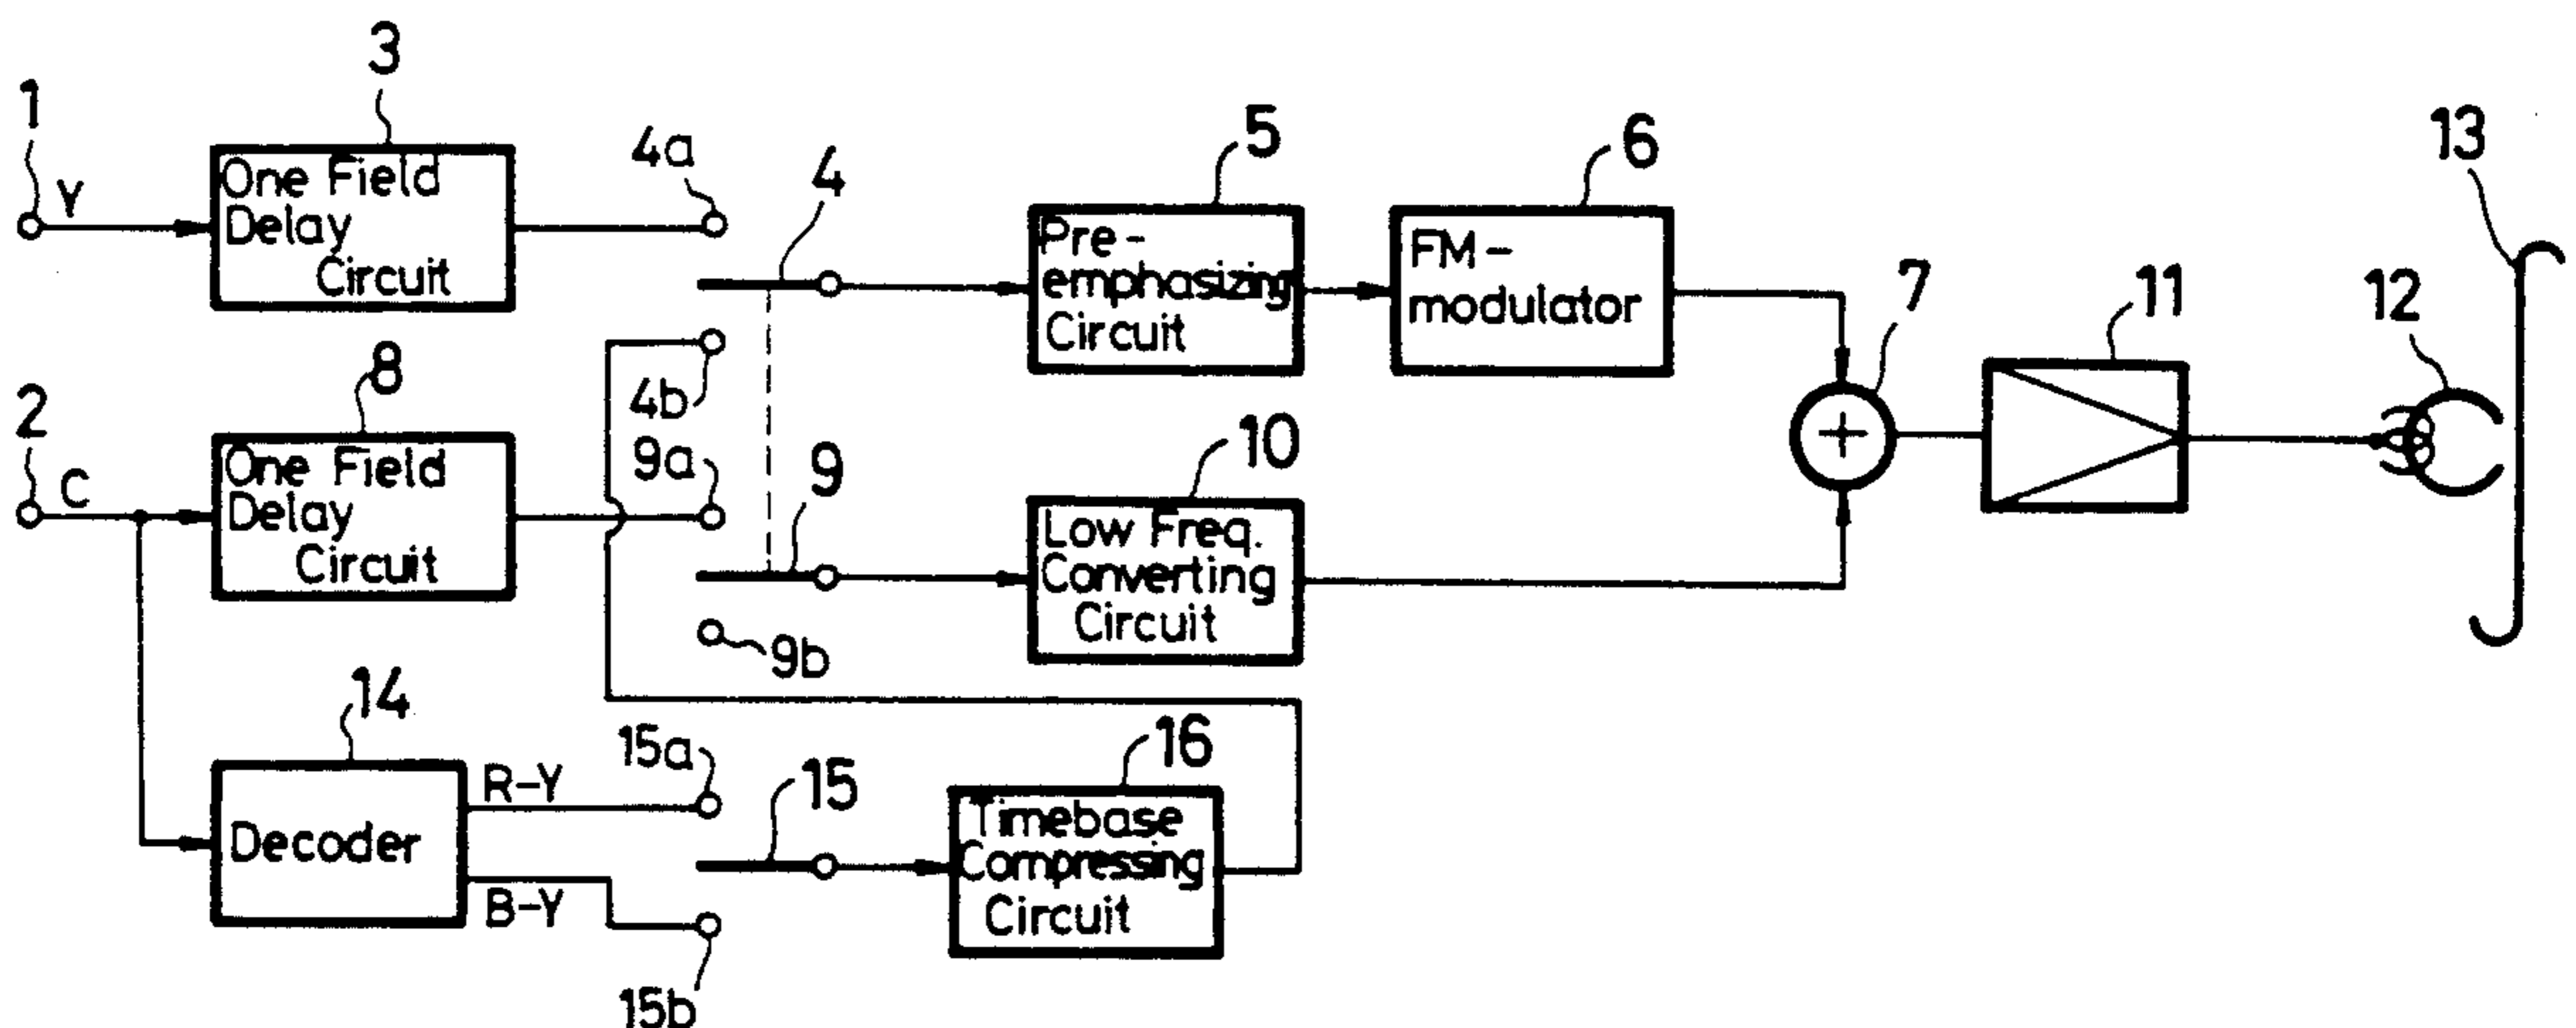 1
Y
3
One Field
Delay
Circuit
4a
4
4b
5
Pre-
emphasizing
Circuit
6
FM-
modulator
7
11
12
13
2
C
8
One Field
Delay
Circuit
9a
9
9b
10
Low Freq.
Converting
Circuit
+
14
Decoder
R-Y
B-Y
15a
15
15b
16
Timebase
Compressing
Circuit